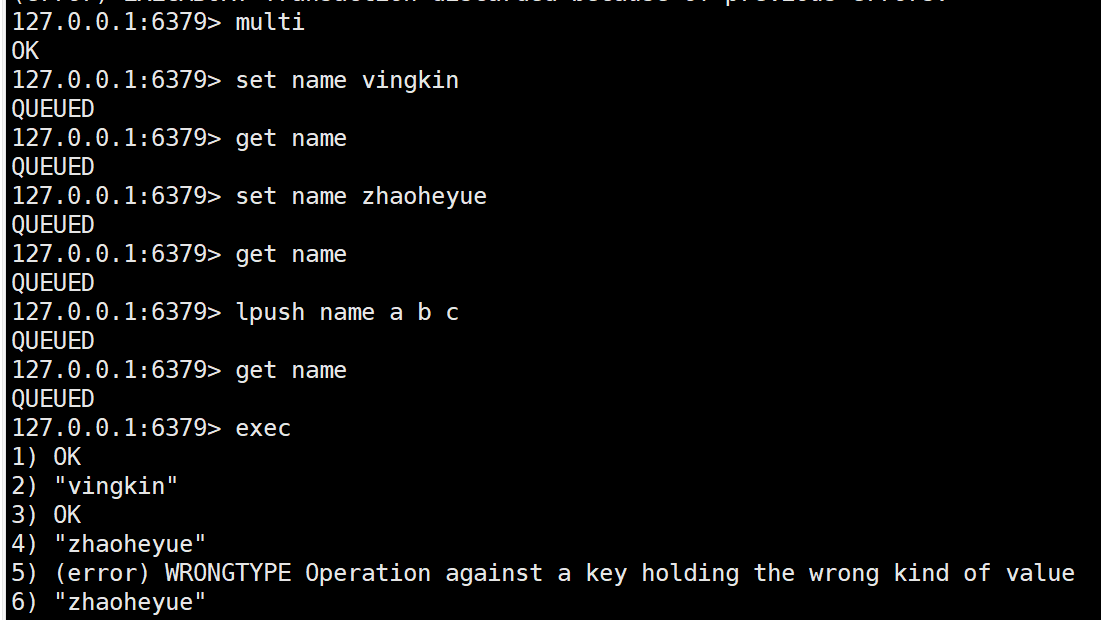 127.0.0.1:6379> multi
OK
127.0.0.1:6379> set name vingkin
QUEUED
127.0.0.1:6379> get name
QUEUED
127.0.0.1:6379> set name zhaoheyue
QUEUED
127.0.0.1:6379> get name
QUEUED
127.0.0.1:6379> lpush name a b c
QUEUED
127.0.0.1:6379> get name
QUEUED
127.0.0.1:6379> exec
1) OK
2) "vingkin"
3) OK
4) "zhaoheyue"
5) (error) WRONGTYPE Operation against a key holding the wrong kind of value
6) "zhaoheyue"